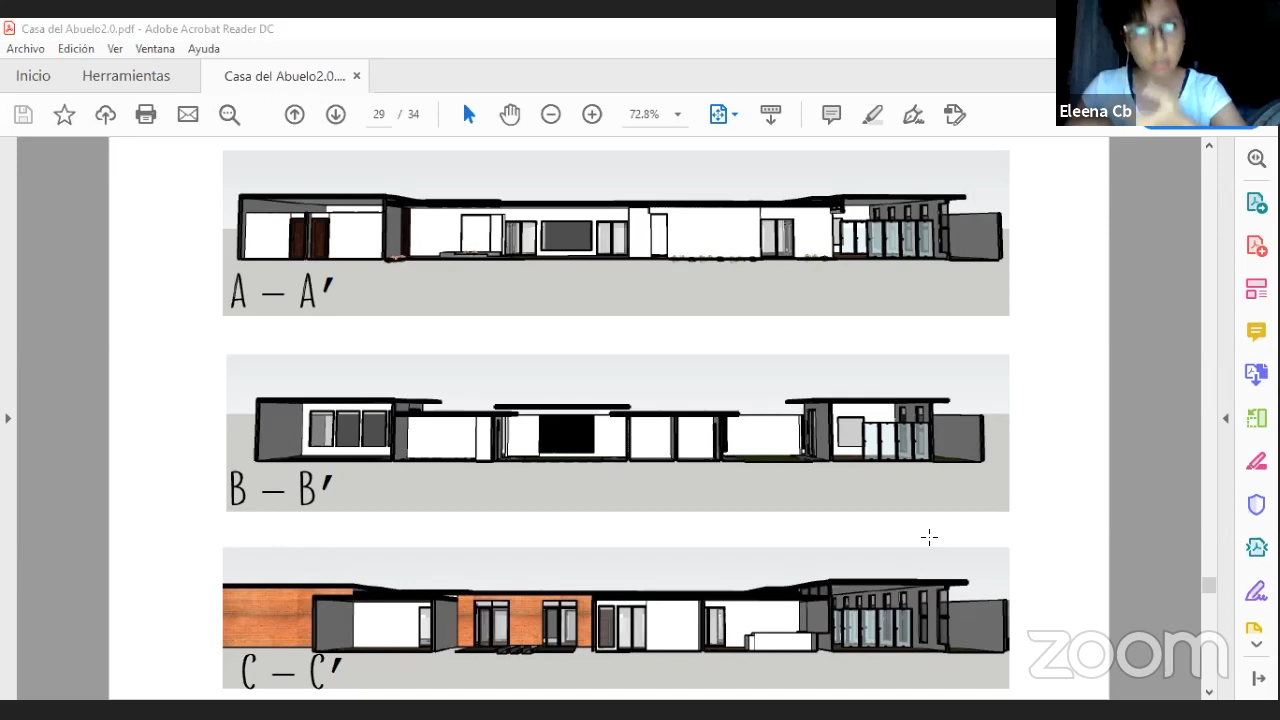 Casa del Abuelo2.0.pdf - Adobe Acrobat Reader DC
Archivo Edición Ver Ventana Ayuda
Inicio Herramientas Casa del Abuelo2.0.... ×
29 / 34 72.8%
Eleena Cb
A – A′
B – B′
C – C′
zoom